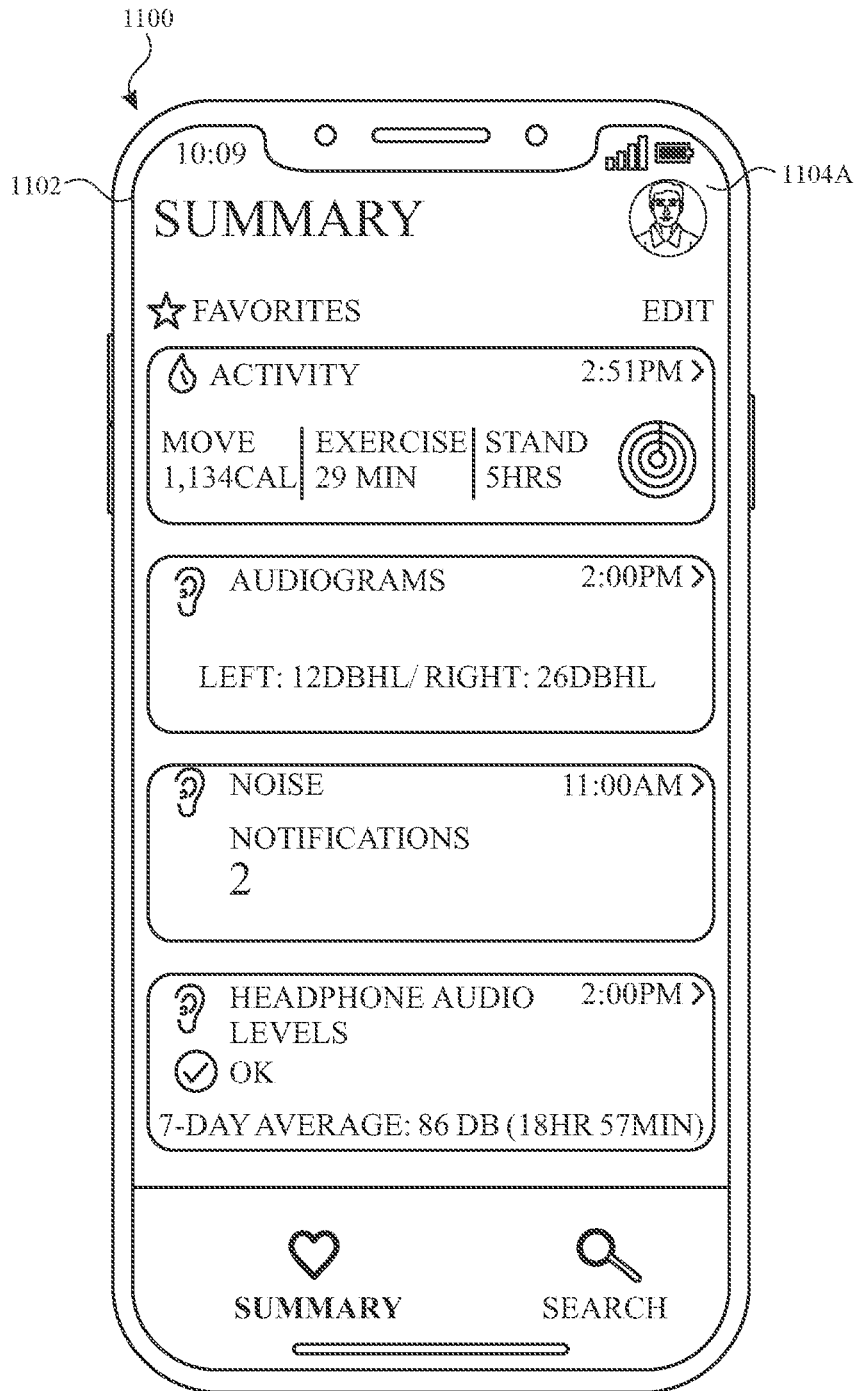 1100
10:09
1102
1104A
SUMMARY
FAVORITES EDIT
ACTIVITY 2:51PM >
MOVE EXERCISE STAND
1,134CAL 29 MIN 5HRS
AUDIOGRAMS 2:00PM >
LEFT: 12DBHL/ RIGHT: 26DBHL
NOISE 11:00AM >
NOTIFICATIONS
2
HEADPHONE AUDIO 2:00PM >
LEVELS
OK
7-DAY AVERAGE: 86 DB (18HR 57MIN)
SUMMARY SEARCH